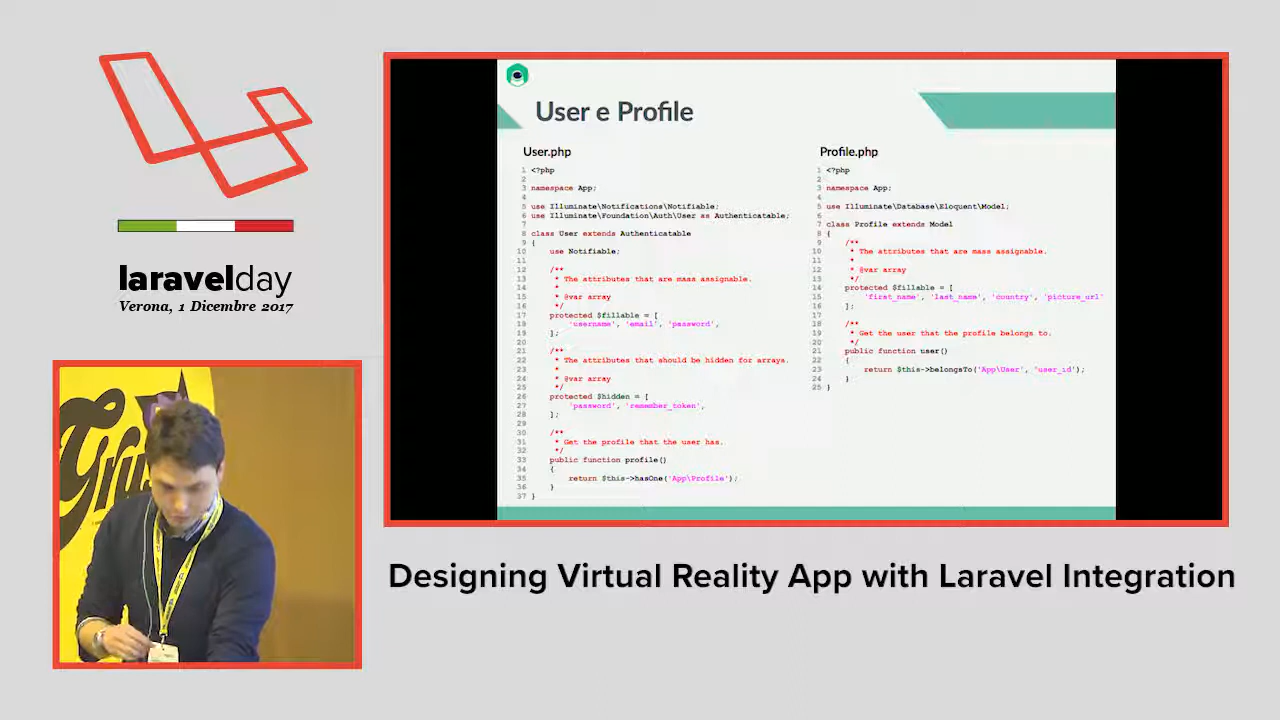 laravelday
Verona, 1 Dicembre 2017
User e Profile
User.php
1 <?php
2
3 namespace App;
4
5 use Illuminate\Notifications\Notifiable;
6 use Illuminate\Foundation\Auth\User as Authenticatable;
7
8 class User extends Authenticatable
9 {
10 use Notifiable;
11
12 /**
13 * The attributes that are mass assignable.
14 *
15 * @var array
16 */
17 protected $fillable = [
18 'username', 'email', 'password',
19 ];
20
21 /**
22 * The attributes that should be hidden for arrays.
23 *
24 * @var array
25 */
26 protected $hidden = [
27 'password', 'remember_token',
28 ];
29
30 /**
31 * Get the profile that the user has.
32 */
33 public function profile()
34 {
35 return $this->hasOne('App\Profile');
36 }
37 }
Profile.php
1 <?php
2
3 namespace App;
4
5 use Illuminate\Database\Eloquent\Model;
6
7 class Profile extends Model
8 {
9 /**
10 * The attributes that are mass assignable.
11 *
12 * @var array
13 */
14 protected $fillable = [
15 'first_name', 'last_name', 'country', 'picture_url'
16 ];
17
18 /**
19 * Get the user that the profile belongs to.
20 */
21 public function user()
22 {
23 return $this->belongsTo('App\User', 'user_id');
24 }
25 }
Designing Virtual Reality App with Laravel Integration